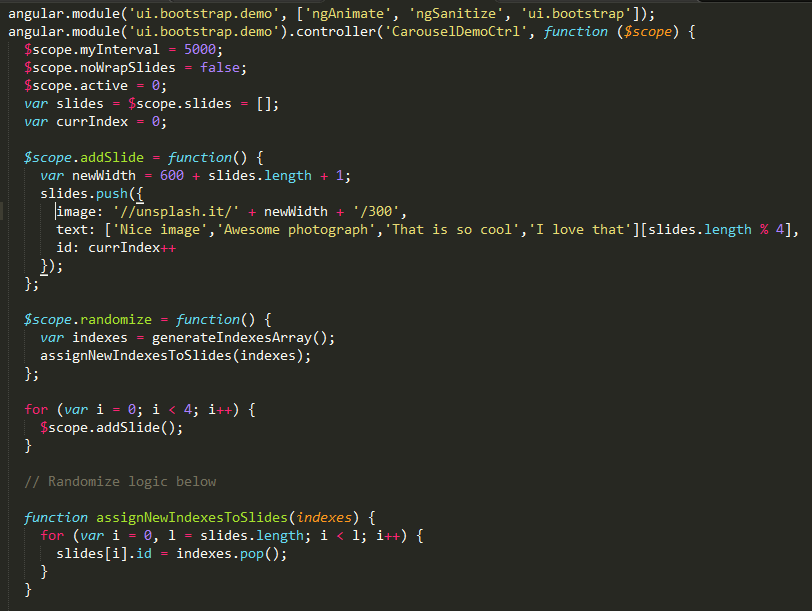 angular.module('ui.bootstrap.demo', ['ngAnimate', 'ngSanitize', 'ui.bootstrap']);
angular.module('ui.bootstrap.demo').controller('CarouselDemoCtrl', function ($scope) {
  $scope.myInterval = 5000;
  $scope.noWrapSlides = false;
  $scope.active = 0;
  var slides = $scope.slides = [];
  var currIndex = 0;

  $scope.addSlide = function() {
    var newWidth = 600 + slides.length + 1;
    slides.push({
      image: '//unsplash.it/' + newWidth + '/300',
      text: ['Nice image','Awesome photograph','That is so cool','I love that'][slides.length % 4],
      id: currIndex++
    });
  };

  $scope.randomize = function() {
    var indexes = generateIndexesArray();
    assignNewIndexesToSlides(indexes);
  };

  for (var i = 0; i < 4; i++) {
    $scope.addSlide();
  }

  // Randomize logic below

  function assignNewIndexesToSlides(indexes) {
    for (var i = 0, l = slides.length; i < l; i++) {
      slides[i].id = indexes.pop();
    }
  }